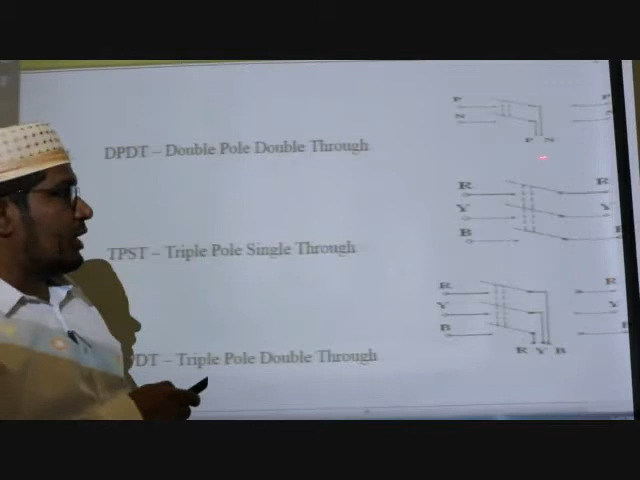 P
N
P N
DPDT – Double Pole Double Through
R R
Y Y
B
TPST – Triple Pole Single Through
R R
Y Y
B
R Y B
DT – Triple Pole Double Through